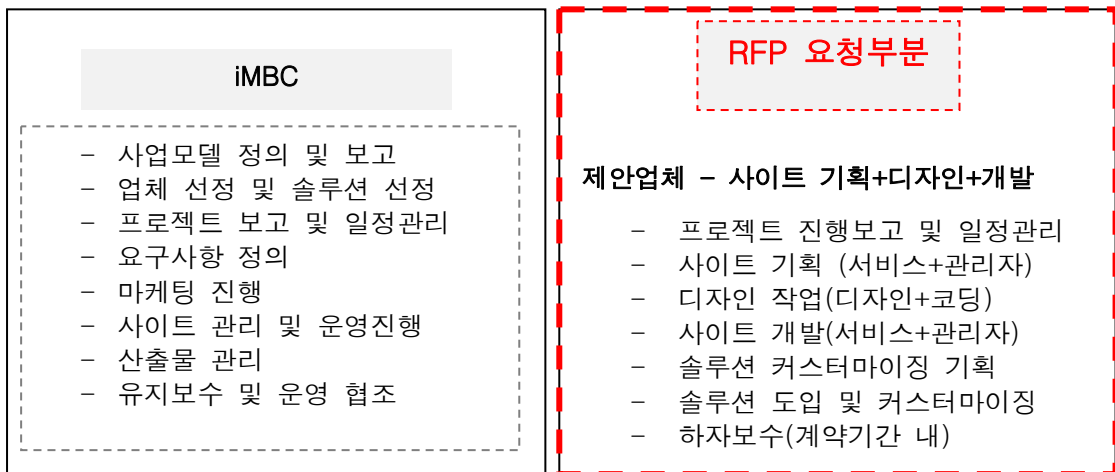 iMBC
- 사업모델 정의 및 보고
- 업체 선정 및 솔루션 선정
- 프로젝트 보고 및 일정관리
- 요구사항 정의
- 마케팅 진행
- 사이트 관리 및 운영진행
- 산출물 관리
- 유지보수 및 운영 협조
RFP 요청부분
제안업체 - 사이트 기획+디자인+개발
- 프로젝트 진행보고 및 일정관리
- 사이트 기획 (서비스+관리자)
- 디자인 작업(디자인+코딩)
- 사이트 개발(서비스+관리자)
- 솔루션 커스터마이징 기획
- 솔루션 도입 및 커스터마이징
- 하자보수(계약기간 내)